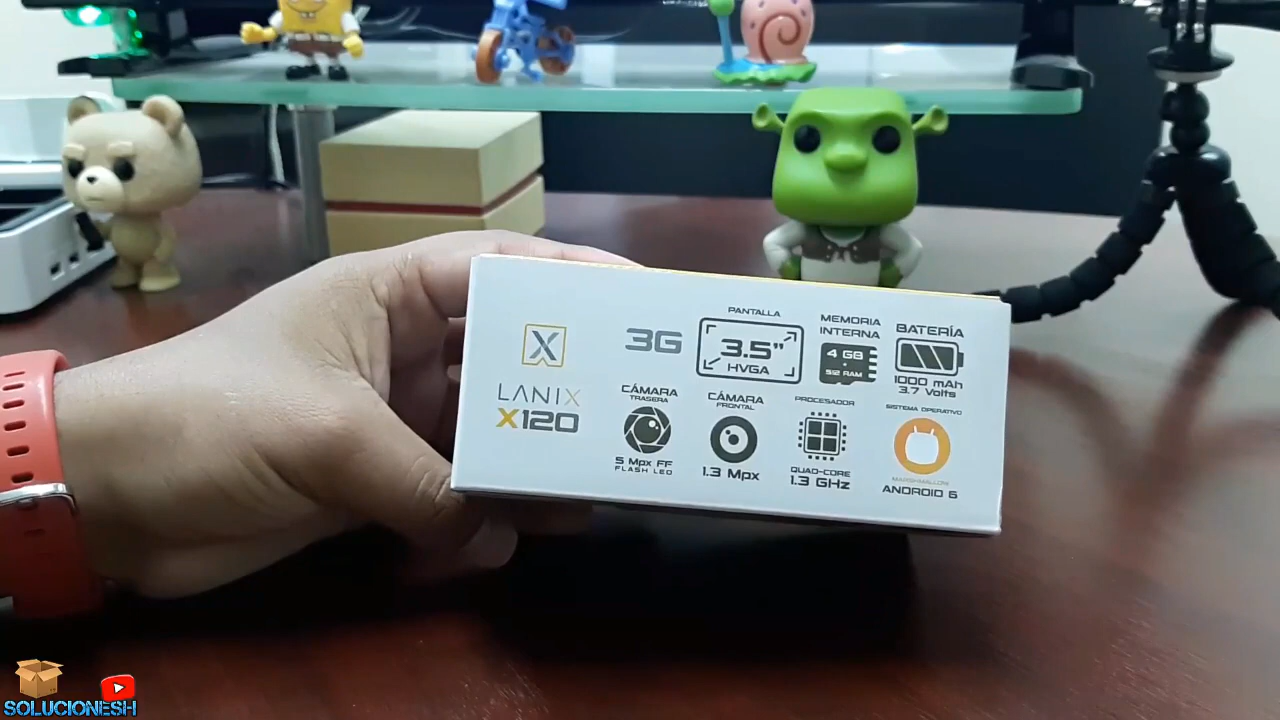 LANIX
X120
3G
PANTALLA
3.5"
HVGA
MEMORIA
INTERNA
4 GB
512 RAM
BATERÍA
1000 mAh
3.7 Volts
CÁMARA
TRASERA
5 Mpx FF
FLASH LED
CÁMARA
FRONTAL
1.3 Mpx
PROCESADOR
QUAD-CORE
1.3 GHz
SISTEMA OPERATIVO
MARSHMALLOW
ANDROID 6
SOLUCIONESH